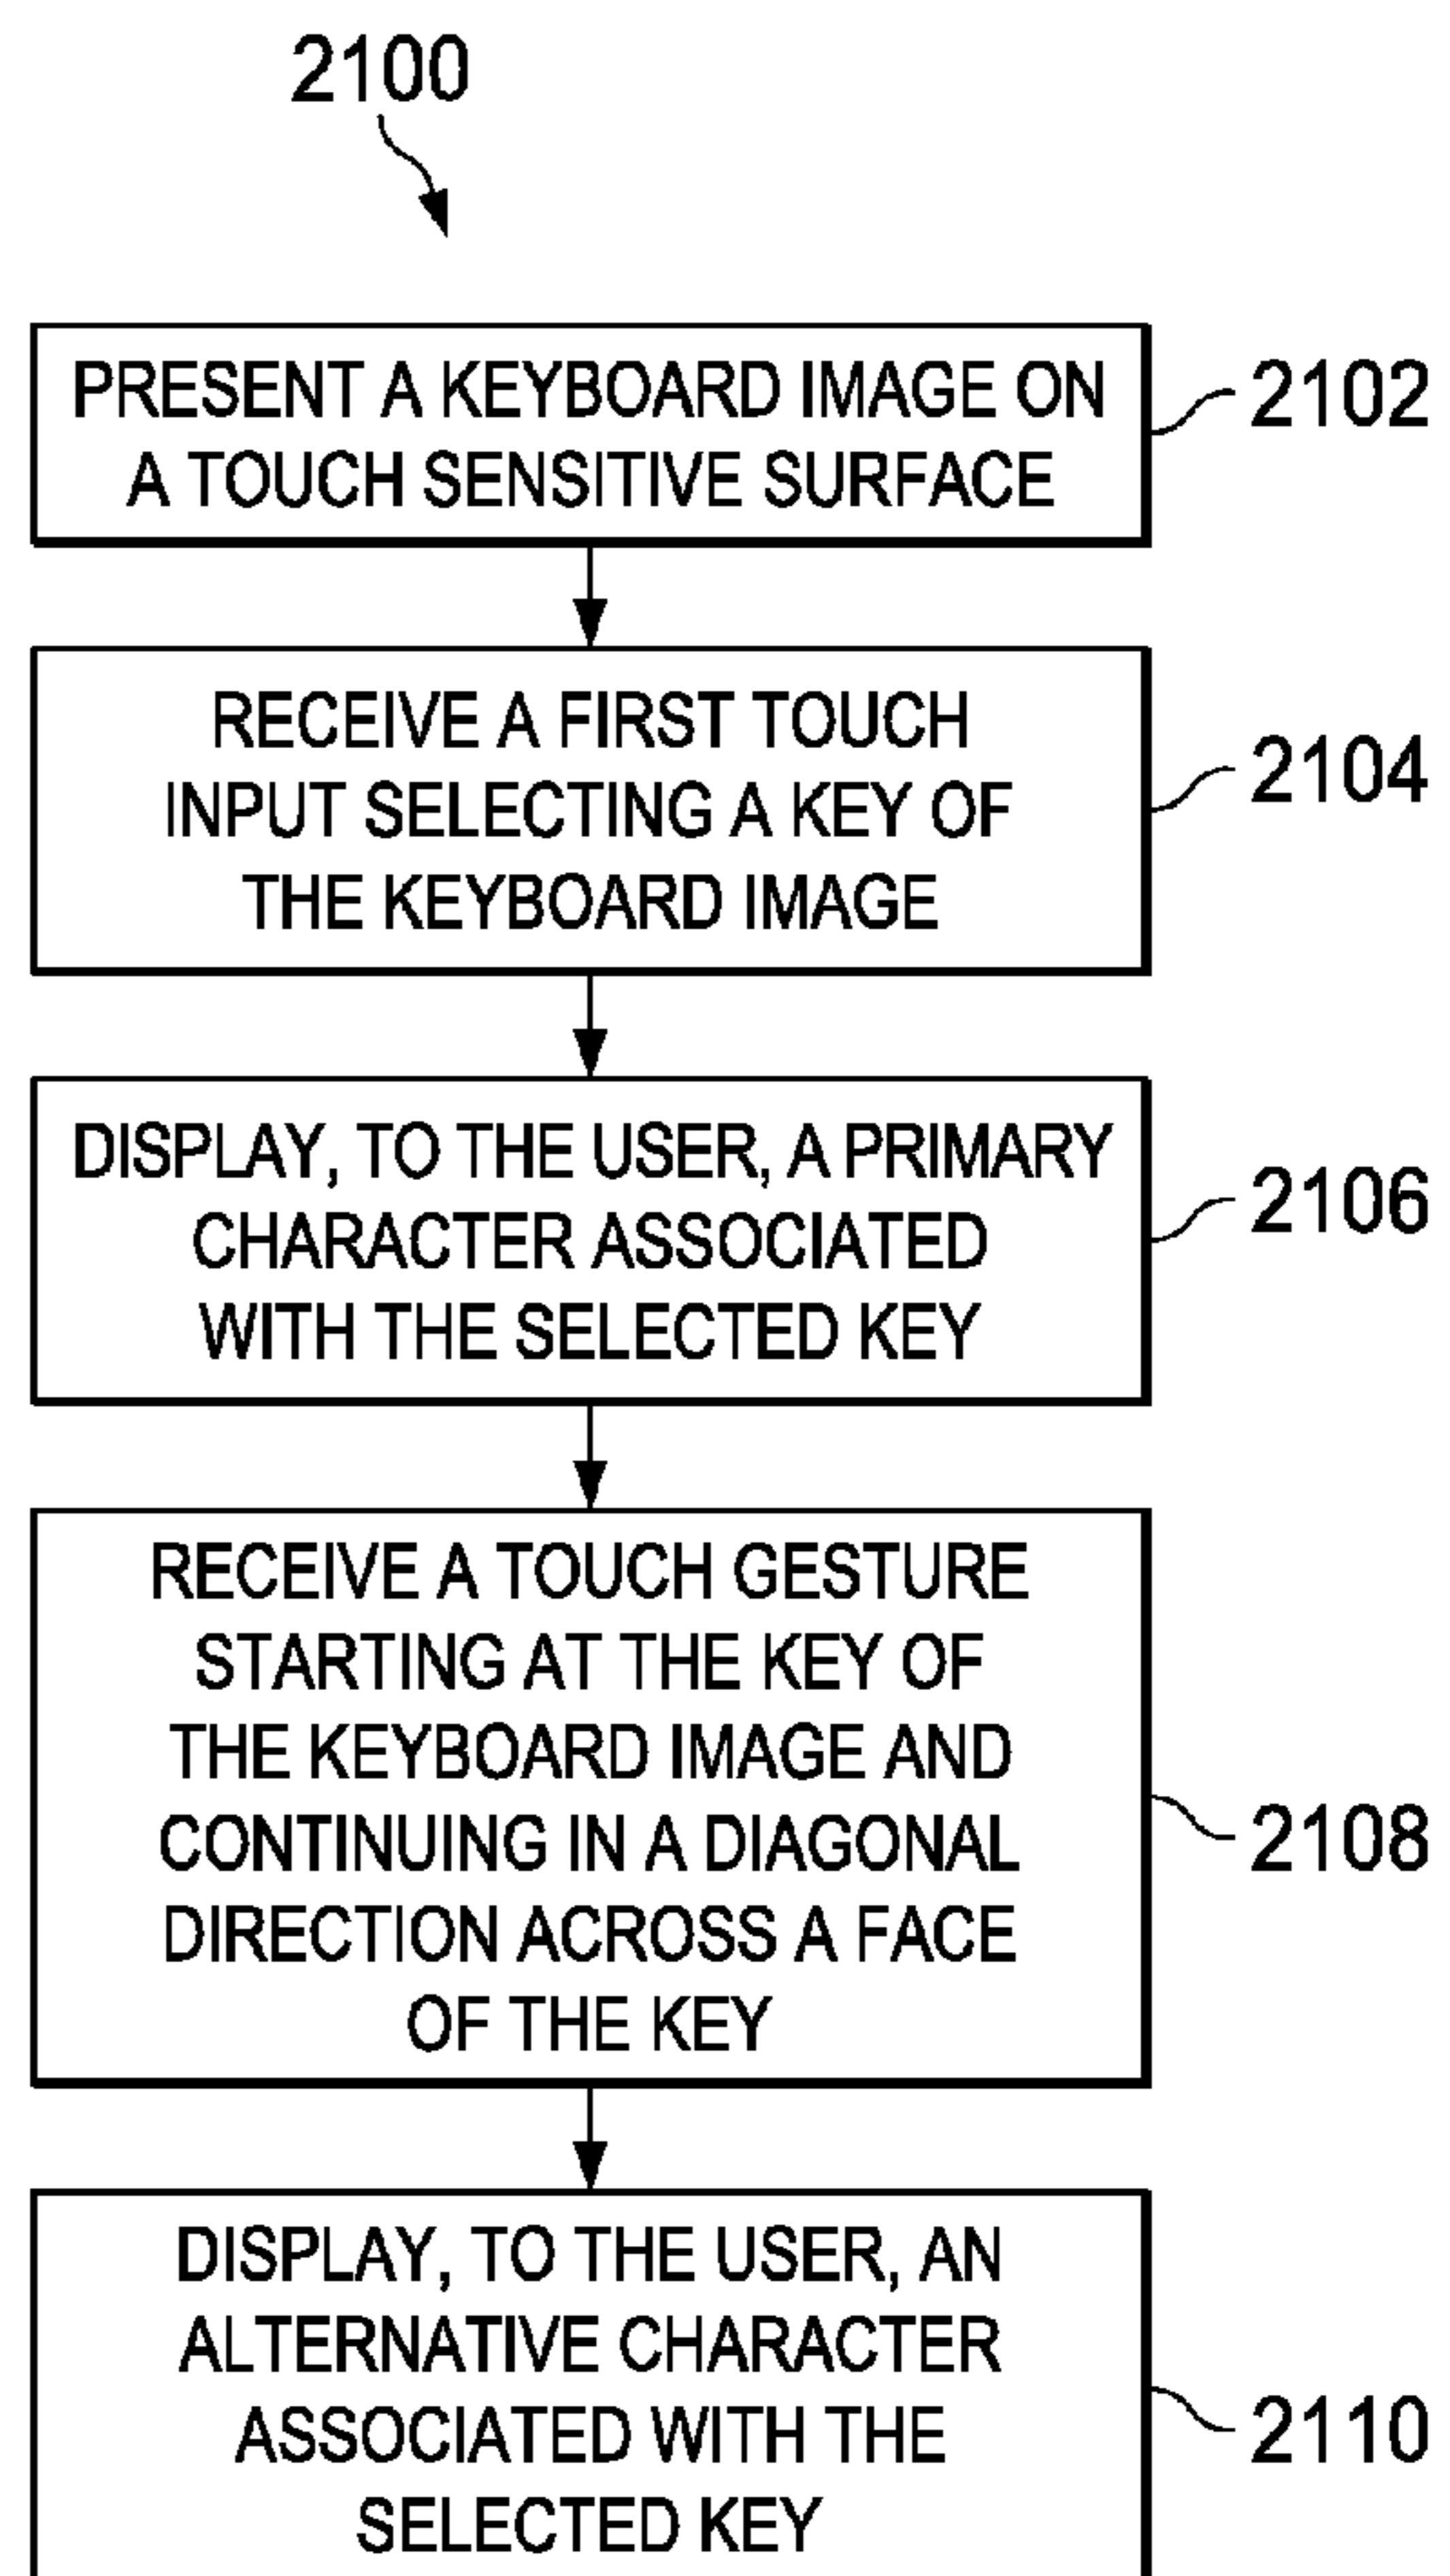 2100
PRESENT A KEYBOARD IMAGE ON
A TOUCH SENSITIVE SURFACE
2102
RECEIVE A FIRST TOUCH
INPUT SELECTING A KEY OF
THE KEYBOARD IMAGE
2104
DISPLAY, TO THE USER, A PRIMARY
CHARACTER ASSOCIATED
WITH THE SELECTED KEY
2106
RECEIVE A TOUCH GESTURE
STARTING AT THE KEY OF
THE KEYBOARD IMAGE AND
CONTINUING IN A DIAGONAL
DIRECTION ACROSS A FACE
OF THE KEY
2108
DISPLAY, TO THE USER, AN
ALTERNATIVE CHARACTER
ASSOCIATED WITH THE
SELECTED KEY
2110